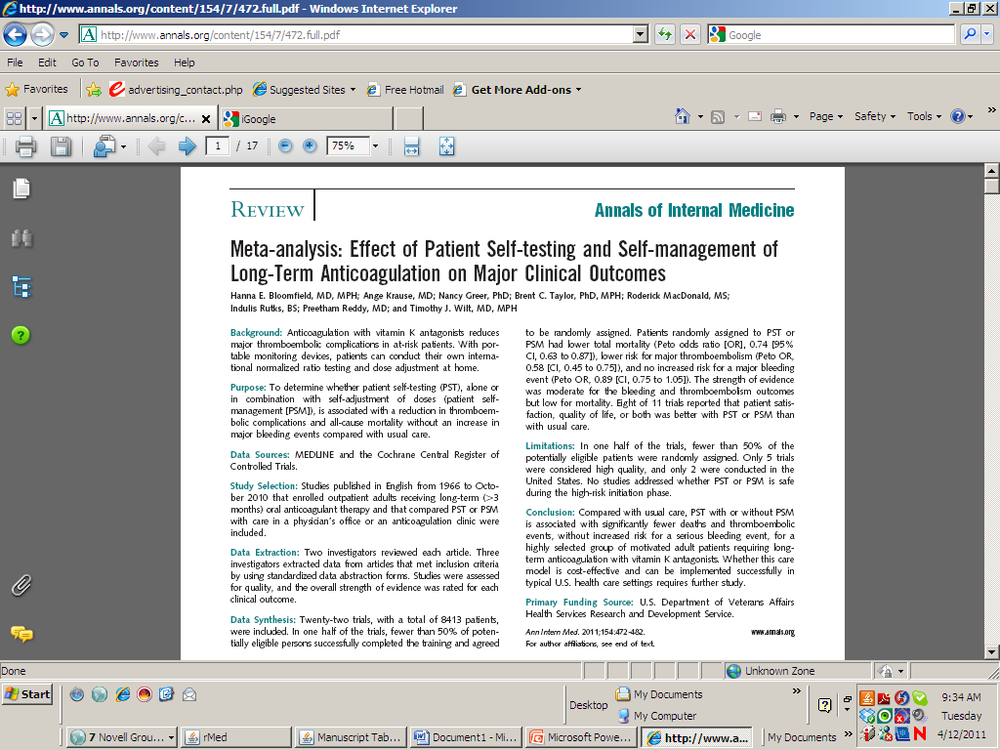 http://www.annals.org/content/154/7/472.full.pdf - Windows Internet Explorer
http://www.annals.org/content/154/7/472.full.pdf
Google
File Edit Go To Favorites Help
Favorites advertising_contact.php Suggested Sites Free Hotmail Get More Add-ons
http://www.annals.org/c... iGoogle Page Safety Tools
1 / 17 75%
REVIEW
Annals of Internal Medicine
Meta-analysis: Effect of Patient Self-testing and Self-management of
Long-Term Anticoagulation on Major Clinical Outcomes
Hanna E. Bloomfield, MD, MPH; Ange Krause, MD; Nancy Greer, PhD; Brent C. Taylor, PhD, MPH; Roderick MacDonald, MS;
Indulis Rutks, BS; Preetham Reddy, MD; and Timothy J. Wilt, MD, MPH
Background: Anticoagulation with vitamin K antagonists reduces
major thromboembolic complications in at-risk patients. With por-
table monitoring devices, patients can conduct their own interna-
tional normalized ratio testing and dose adjustment at home.
Purpose: To determine whether patient self-testing (PST), alone or
in combination with self-adjustment of doses (patient self-
management [PSM]), is associated with a reduction in thromboem-
bolic complications and all-cause mortality without an increase in
major bleeding events compared with usual care.
Data Sources: MEDLINE and the Cochrane Central Register of
Controlled Trials.
Study Selection: Studies published in English from 1966 to Octo-
ber 2010 that enrolled outpatient adults receiving long-term (>3
months) oral anticoagulant therapy and that compared PST or PSM
with care in a physician's office or an anticoagulation clinic were
included.
Data Extraction: Two investigators reviewed each article. Three
investigators extracted data from articles that met inclusion criteria
by using standardized data abstraction forms. Studies were assessed
for quality, and the overall strength of evidence was rated for each
clinical outcome.
Data Synthesis: Twenty-two trials, with a total of 8413 patients,
were included. In one half of the trials, fewer than 50% of poten-
tially eligible persons successfully completed the training and agreed
to be randomly assigned. Patients randomly assigned to PST or
PSM had lower total mortality (Peto odds ratio [OR], 0.74 [95%
CI, 0.63 to 0.87]), lower risk for major thromboembolism (Peto OR,
0.58 [CI, 0.45 to 0.75]), and no increased risk for a major bleeding
event (Peto OR, 0.89 [CI, 0.75 to 1.05]). The strength of evidence
was moderate for the bleeding and thromboembolism outcomes
but low for mortality. Eight of 11 trials reported that patient satis-
faction, quality of life, or both was better with PST or PSM than
with usual care.
Limitations: In one half of the trials, fewer than 50% of the
potentially eligible patients were randomly assigned. Only 5 trials
were considered high quality, and only 2 were conducted in the
United States. No studies addressed whether PST or PSM is safe
during the high-risk initiation phase.
Conclusion: Compared with usual care, PST with or without PSM
is associated with significantly fewer deaths and thromboembolic
events, without increased risk for a serious bleeding event, for a
highly selected group of motivated adult patients requiring long-
term anticoagulation with vitamin K antagonists. Whether this care
model is cost-effective and can be implemented successfully in
typical U.S. health care settings requires further study.
Primary Funding Source: U.S. Department of Veterans Affairs
Health Services Research and Development Service.
Ann Intern Med. 2011;154:472-482. www.annals.org
For author affiliations, see end of text.
Done Unknown Zone
Start Desktop My Documents
My Computer
9:34 AM
Tuesday
4/12/2011
7 Novell Grou... rMed Manuscript Tab... Document1 - Mi... Microsoft Powe... http://www.a... My Documents